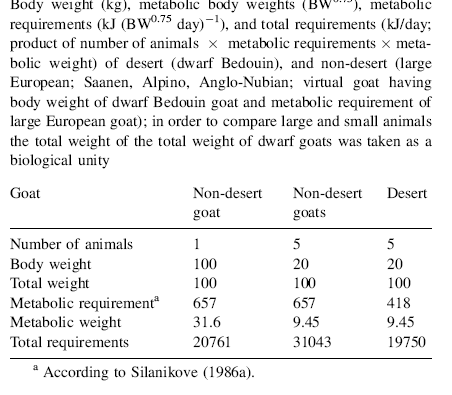 Body weight (kg), metabolic body weights (BW0.75), metabolic
requirements (kJ (BW0.75 day)−1), and total requirements (kJ/day;
product of number of animals × metabolic requirements × meta-
bolic weight) of desert (dwarf Bedouin), and non-desert (large
European; Saanen, Alpino, Anglo-Nubian; virtual goat having
body weight of dwarf Bedouin goat and metabolic requirement of
large European goat); in order to compare large and small animals
the total weight of the total weight of dwarf goats was taken as a
biological unity
Goat Non-desert goat Non-desert goats Desert
Number of animals 1 5 5
Body weight 100 20 20
Total weight 100 100 100
Metabolic requirementa 657 657 418
Metabolic weight 31.6 9.45 9.45
Total requirements 20761 31043 19750
a According to Silanikove (1986a).